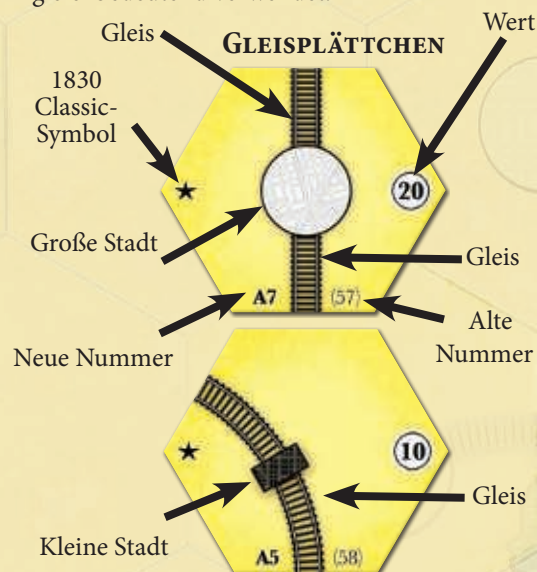 Gleis
GLEISPLÄTTCHEN
Wert
1830
Classic-
Symbol
20
Große Stadt
Gleis
A7 (57)
Neue Nummer
Alte
Nummer
10
Gleis
Kleine Stadt
A5 (58)